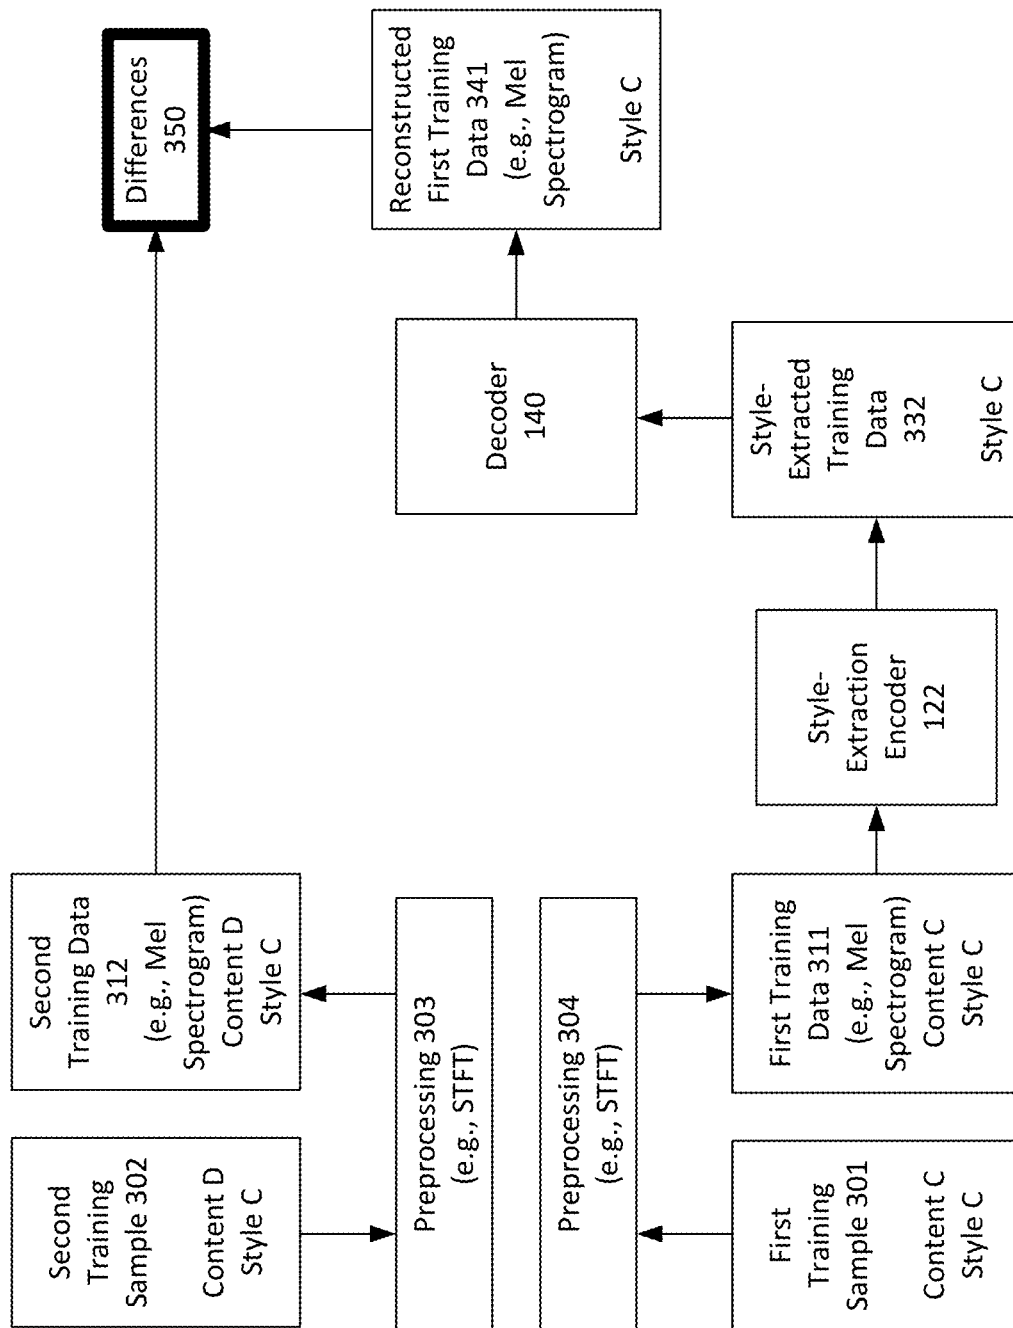 Second
Training
Sample 302
Content D
Style C
Second
Training Data
312
(e.g., Mel
Spectrogram)
Content D
Style C
Differences
350
Preprocessing 303
(e.g., STFT)
Preprocessing 304
(e.g., STFT)
Decoder
140
Reconstructed
First Training
Data 341
(e.g., Mel
Spectrogram)
Style C
First
Training
Sample 301
Content C
Style C
First Training
Data 311
(e.g., Mel
Spectrogram)
Content C
Style C
Style-
Extraction
Encoder
122
Style-
Extracted
Training
Data
332
Style C